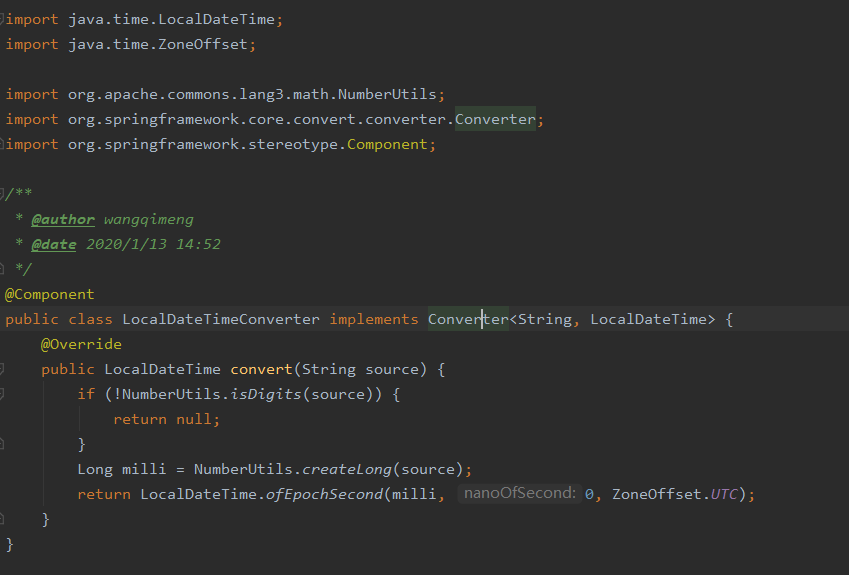 import java.time.LocalDateTime;
import java.time.ZoneOffset;
import org.apache.commons.lang3.math.NumberUtils;
import org.springframework.core.convert.converter.Converter;
import org.springframework.stereotype.Component;
/**
 * @author wangqimeng
 * @date 2020/1/13 14:52
 */
@Component
public class LocalDateTimeConverter implements Converter<String, LocalDateTime> {
    @Override
    public LocalDateTime convert(String source) {
        if (!NumberUtils.isDigits(source)) {
            return null;
        }
        Long milli = NumberUtils.createLong(source);
        return LocalDateTime.ofEpochSecond(milli, nanoOfSecond: 0, ZoneOffset.UTC);
    }
}